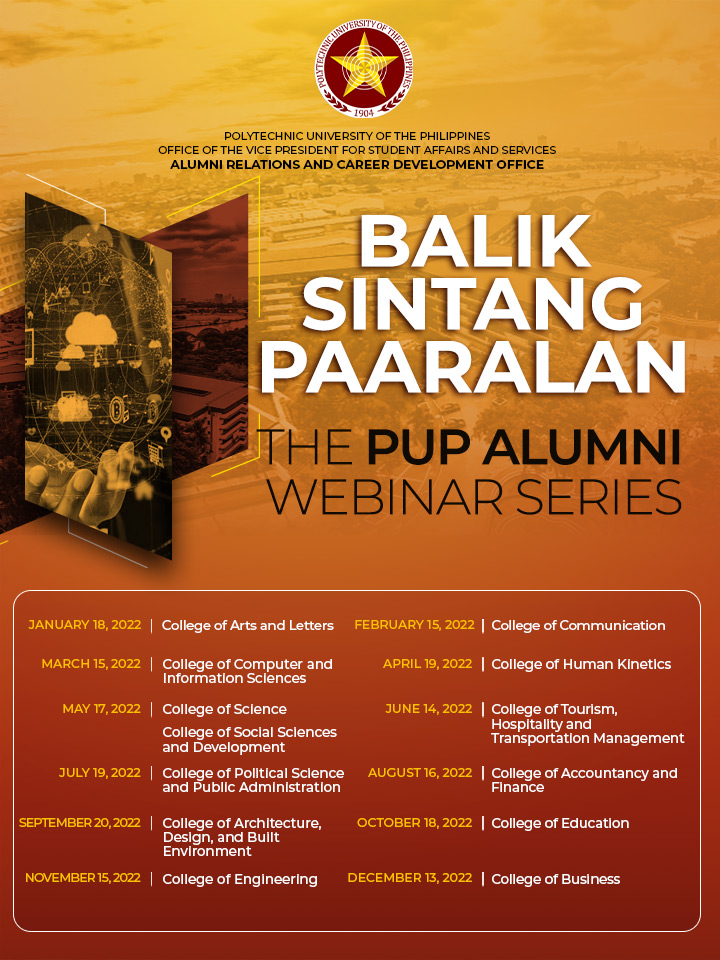 POLYTECHNIC UNIVERSITY OF THE PHILIPPINES
1904
POLYTECHNIC UNIVERSITY OF THE PHILIPPINES
OFFICE OF THE VICE PRESIDENT FOR STUDENT AFFAIRS AND SERVICES
ALUMNI RELATIONS AND CAREER DEVELOPMENT OFFICE
BALIK
SINTANG
PAARALAN
THE PUP ALUMNI
WEBINAR SERIES
JANUARY 18, 2022 | College of Arts and Letters
FEBRUARY 15, 2022 | College of Communication
MARCH 15, 2022 | College of Computer and
Information Sciences
APRIL 19, 2022 | College of Human Kinetics
MAY 17, 2022 | College of Science
College of Social Sciences
and Development
JUNE 14, 2022 | College of Tourism,
Hospitality and
Transportation Management
JULY 19, 2022 | College of Political Science
and Public Administration
AUGUST 16, 2022 | College of Accountancy and
Finance
SEPTEMBER 20, 2022 | College of Architecture,
Design, and Built
Environment
OCTOBER 18, 2022 | College of Education
NOVEMBER 15, 2022 | College of Engineering
DECEMBER 13, 2022 | College of Business